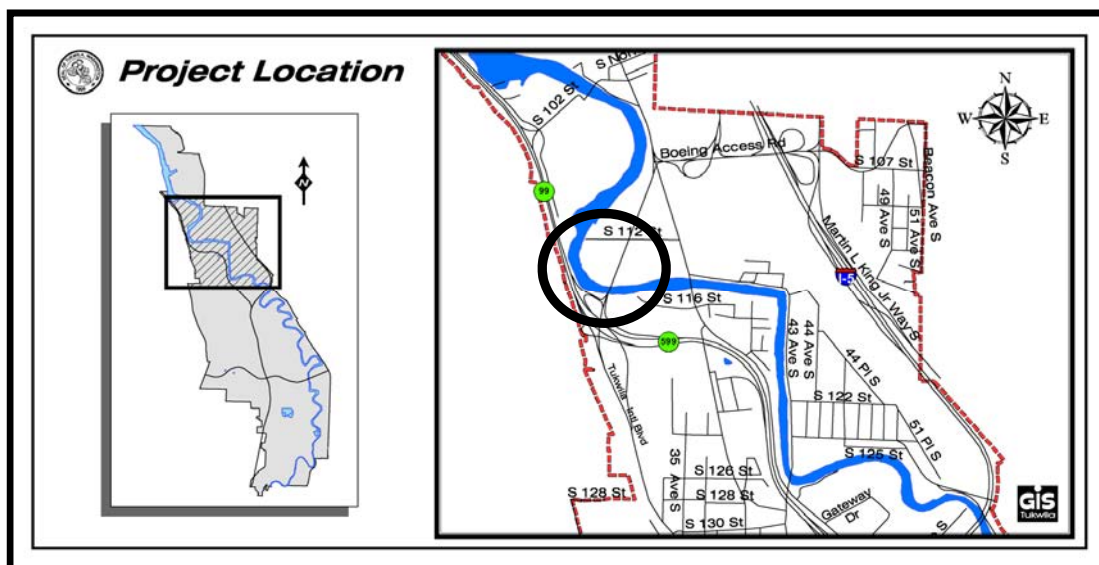 Project Location
N
N
W
E
S
S Nor
S 102 St
Boeing Access Rd
S 107 St
Beacon Ave S
49 Ave S
51 Ave S
99
S 112 St
Martin L King Jr Way S
I-5
S 116 St
599
43 Ave S
44 Ave S
44 Pl S
Tukwila Intl Blvd
S 122 St
51 Pl S
S 125 St
35 Ave S
S 126 St
S 128 St
S 128 St
S 130 St
Gateway
Dr
S
GIS
Tukwila